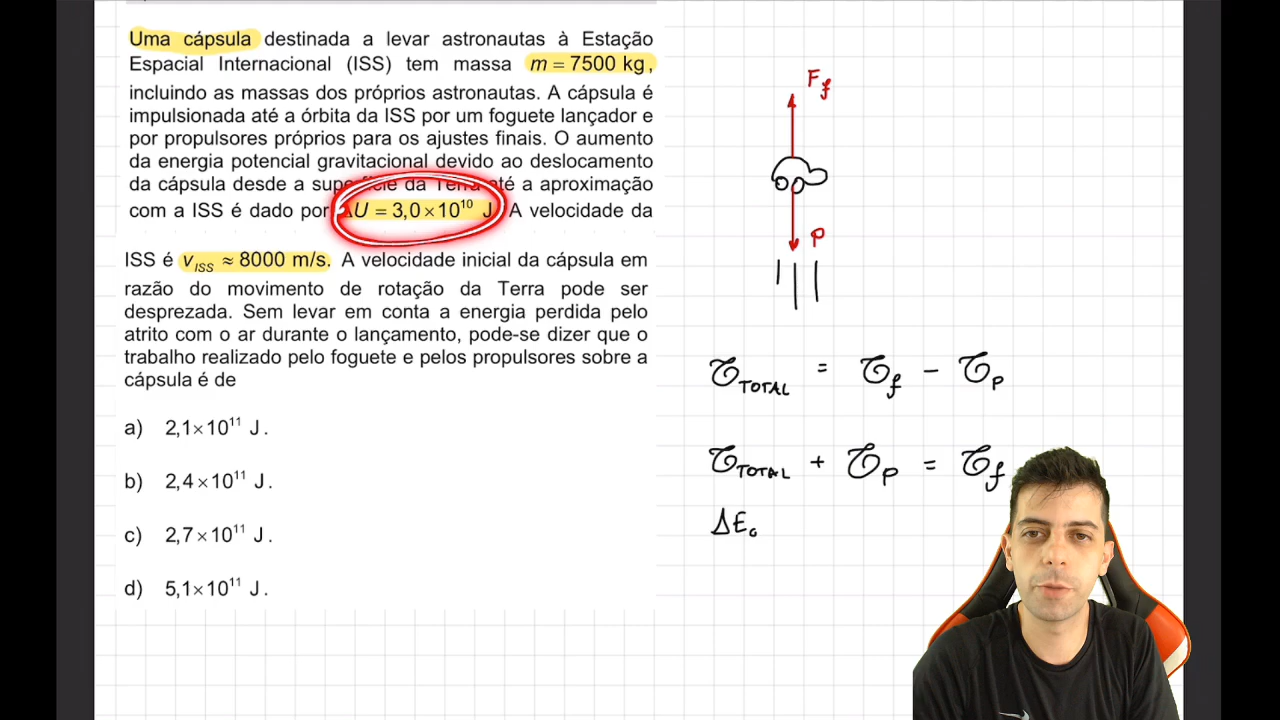 Uma cápsula destinada a levar astronautas à Estação
Espacial Internacional (ISS) tem massa m = 7500 kg,
incluindo as massas dos próprios astronautas. A cápsula é
impulsionada até a órbita da ISS por um foguete lançador e
por propulsores próprios para os ajustes finais. O aumento
da energia potencial gravitacional devido ao deslocamento
da cápsula desde a superfície da Terra até a aproximação
com a ISS é dado por ΔU = 3,0×10¹⁰ J. A velocidade da
ISS é v_ISS ≈ 8000 m/s. A velocidade inicial da cápsula em
razão do movimento de rotação da Terra pode ser
desprezada. Sem levar em conta a energia perdida pelo
atrito com o ar durante o lançamento, pode-se dizer que o
trabalho realizado pelo foguete e pelos propulsores sobre a
cápsula é de
a) 2,1×10¹¹ J.
b) 2,4×10¹¹ J.
c) 2,7×10¹¹ J.
d) 5,1×10¹¹ J.
F_f
P
𝒯_TOTAL = 𝒯_f − 𝒯_P
𝒯_TOTAL + 𝒯_P = 𝒯_f
ΔE_c